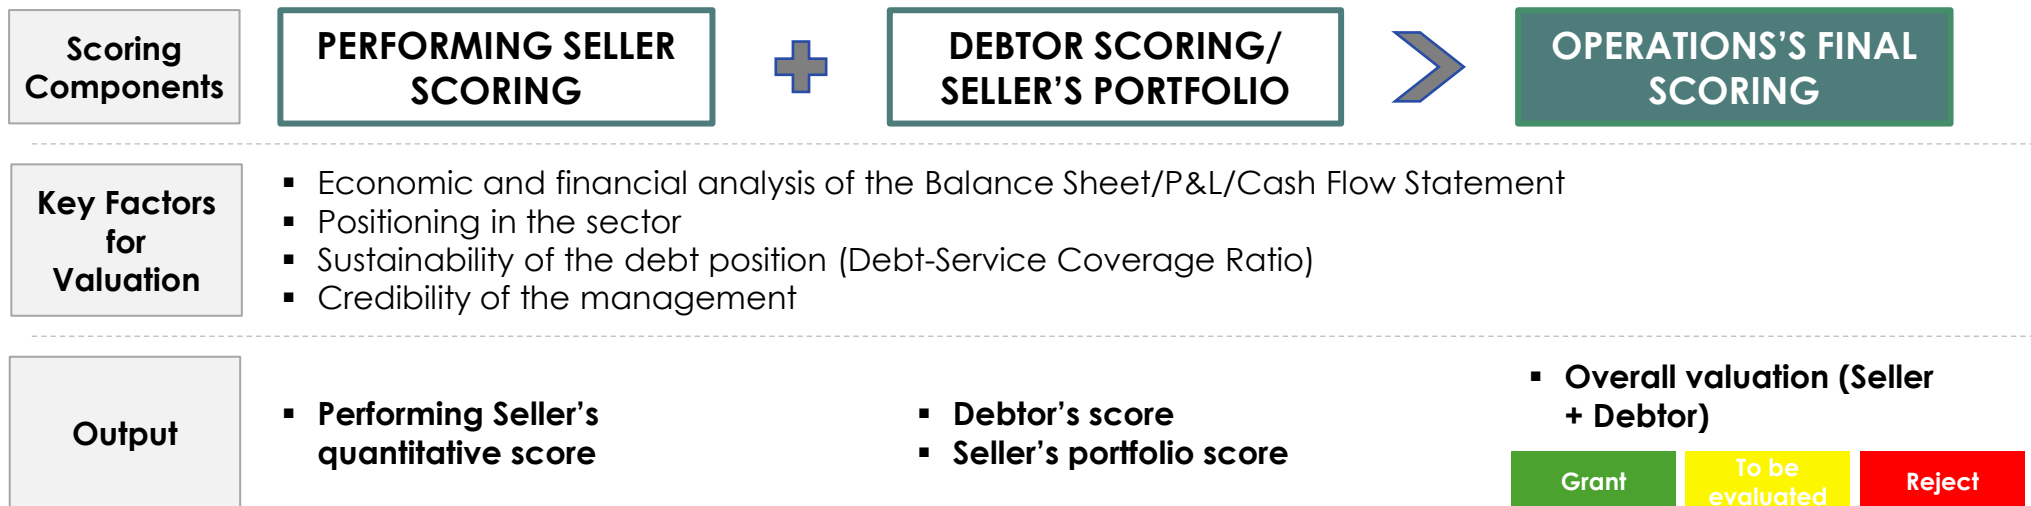 Scoring
Components
PERFORMING SELLER
SCORING
DEBTOR SCORING/
SELLER’S PORTFOLIO
OPERATIONS’S FINAL
SCORING
Key Factors
for
Valuation
▪ Economic and financial analysis of the Balance Sheet/P&L/Cash Flow Statement
▪ Positioning in the sector
▪ Sustainability of the debt position (Debt-Service Coverage Ratio)
▪ Credibility of the management
Output
▪ Performing Seller’s
quantitative score
▪ Debtor’s score
▪ Seller’s portfolio score
▪ Overall valuation (Seller
+ Debtor)
Grant
To be
evaluated
Reject